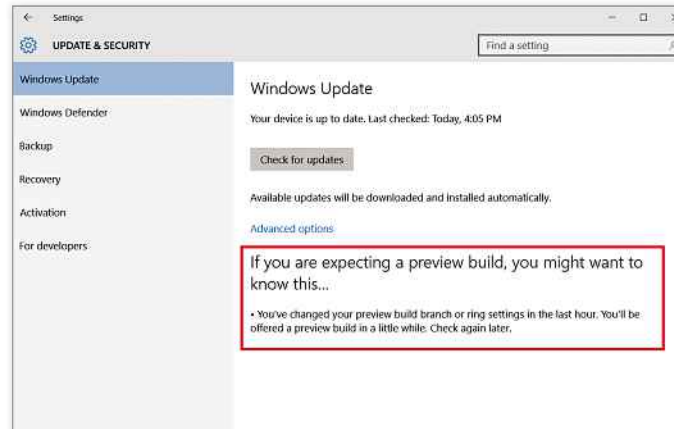 Settings
UPDATE & SECURITY
Find a setting
Windows Update
Windows Defender
Backup
Recovery
Activation
For developers
Windows Update
Your device is up to date. Last checked: Today, 4:05 PM
Check for updates
Available updates will be downloaded and installed automatically.
Advanced options
If you are expecting a preview build, you might want to
know this...
• You've changed your preview build branch or ring settings in the last hour. You'll be
offered a preview build in a little while. Check again later.